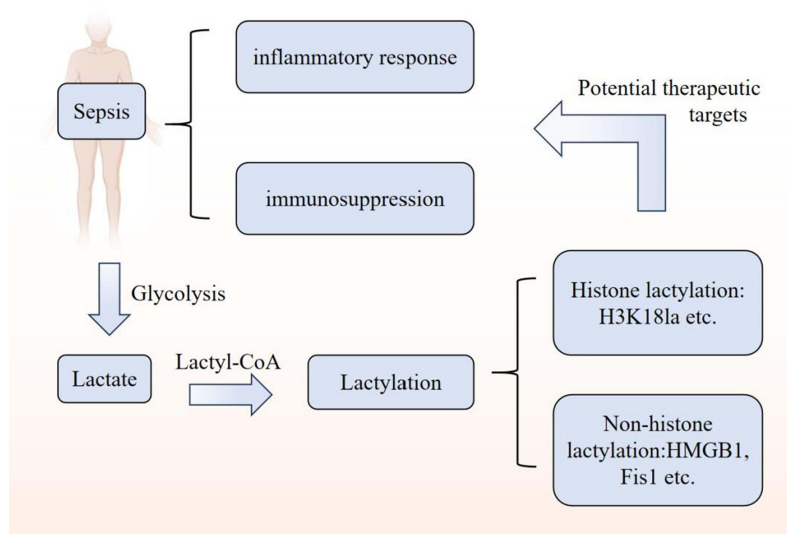 inflammatory response
Sepsis
immunosuppression
Potential therapeutic
targets
Glycolysis
Lactate
Lactyl-CoA
Lactylation
Histone lactylation:
H3K18la etc.
Non-histone
lactylation:HMGB1,
Fis1 etc.